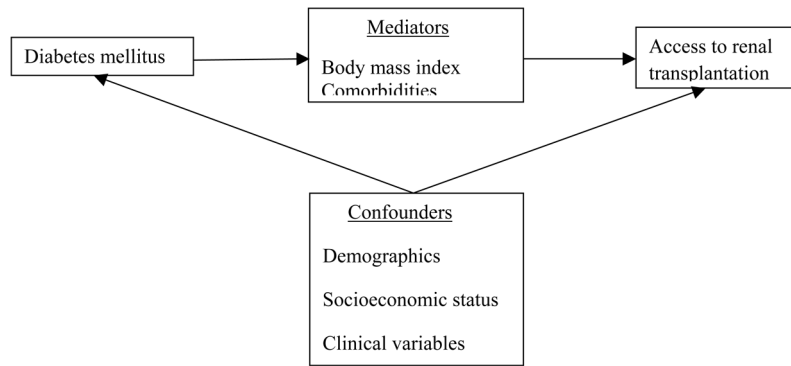 Diabetes mellitus
Mediators
Body mass index
Comorbidities
Access to renal
transplantation
Confounders
Demographics
Socioeconomic status
Clinical variables